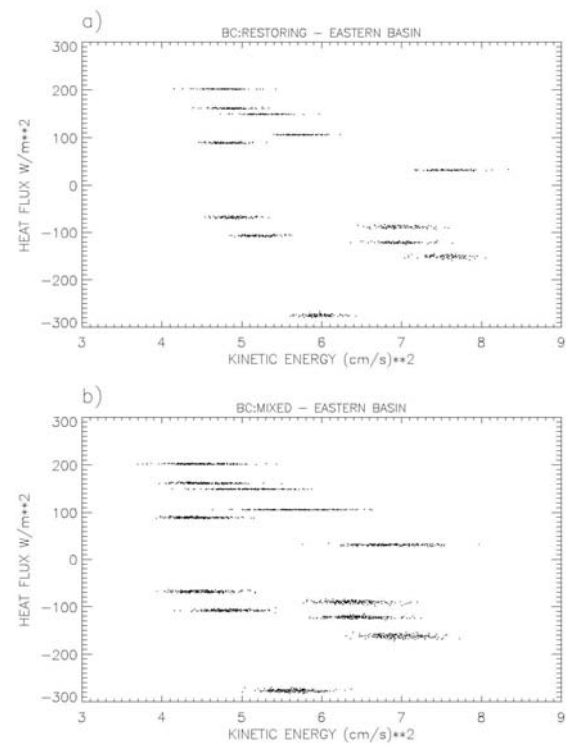 a)
BC:RESTORING – EASTERN BASIN
300
200
100
0
−100
−200
−300
HEAT FLUX W/m**2
3 4 5 6 7 8 9
KINETIC ENERGY (cm/s)**2
b)
BC:MIXED – EASTERN BASIN
300
200
100
0
−100
−200
−300
HEAT FLUX W/m**2
3 4 5 6 7 8 9
KINETIC ENERGY (cm/s)**2